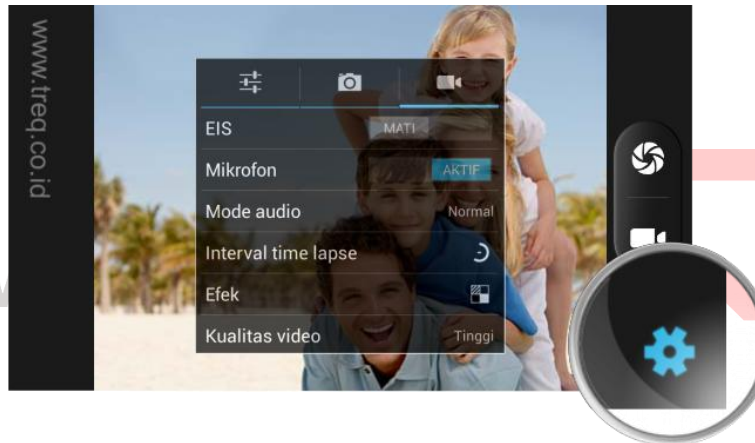 www.treq.co.id
EIS MATI
Mikrofon AKTIF
Mode audio Normal
Interval time lapse
Efek
Kualitas video Tinggi